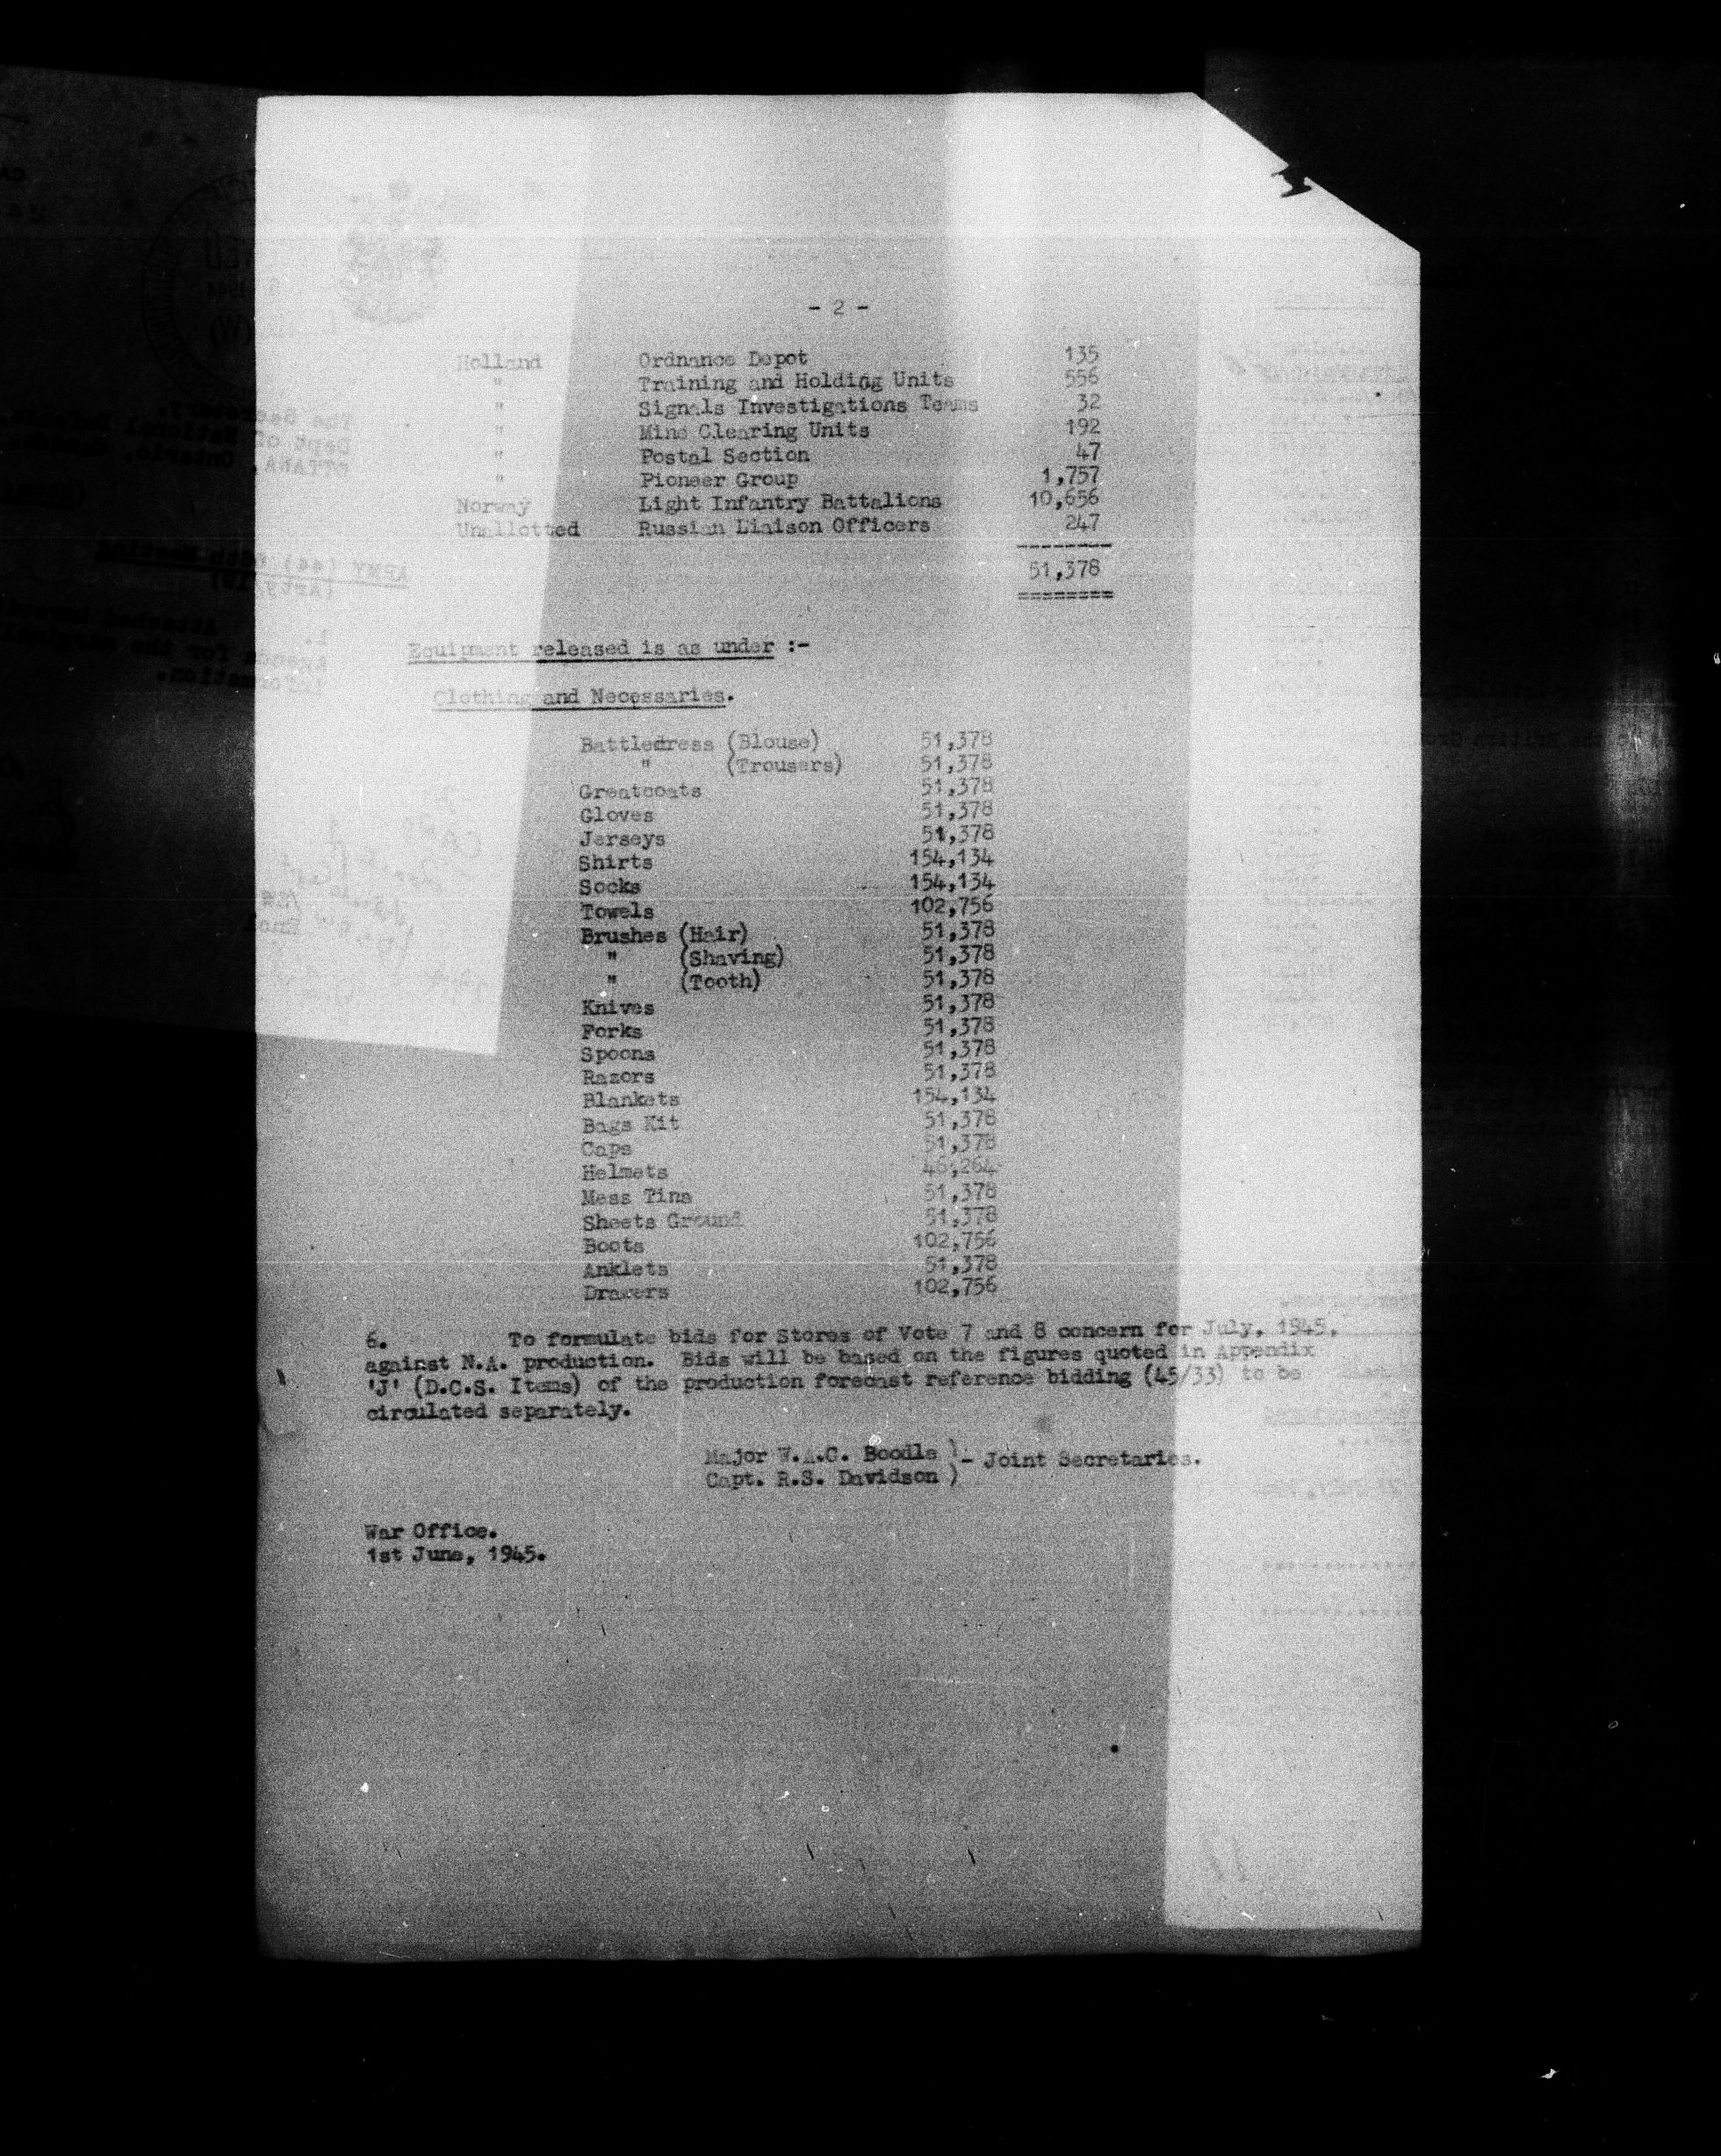 - 2 -
Holland Ordnance Depot 135
" Training and Holding Units 556
" Signals Investigations Teams 32
" Mine Clearing Units 192
" Postal Section 47
" Pioneer Group 1,757
Norway Light Infantry Battalions 10,656
Unallotted Russian Liaison Officers 247
51,378
Equipment released is as under :-
Clothing and Necessaries.
Battledress (Blouse) 51,378
" (Trousers) 51,378
Greatcoats 51,378
Gloves 51,378
Jerseys 51,378
Shirts 154,134
Socks 154,134
Towels 102,756
Brushes (Hair) 51,378
" (Shaving) 51,378
" (Tooth) 51,378
Knives 51,378
Forks 51,378
Spoons 51,378
Razors 51,378
Blankets 154,134
Bags Kit 51,378
Caps 51,378
Helmets 46,264
Mess Tins 51,378
Sheets Ground 51,378
Boots 102,756
Anklets 51,378
Drawers 102,756
6. To formulate bids for Stores of Vote 7 and 8 concern for July, 1945,
against N.A. production. Bids will be based on the figures quoted in Appendix
'J' (D.C.S. Items) of the production forecast reference bidding (45/33) to be
circulated separately.
Major W.A.C. Boodle )
Capt. R.S. Davidson ) - Joint Secretaries.
War Office.
1st June, 1945.